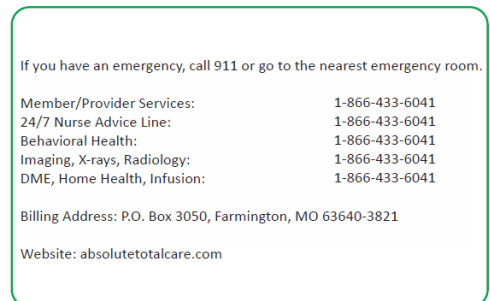 If you have an emergency, call 911 or go to the nearest emergency room.
Member/Provider Services: 1-866-433-6041
24/7 Nurse Advice Line: 1-866-433-6041
Behavioral Health: 1-866-433-6041
Imaging, X-rays, Radiology: 1-866-433-6041
DME, Home Health, Infusion: 1-866-433-6041
Billing Address: P.O. Box 3050, Farmington, MO 63640-3821
Website: absolutetotalcare.com